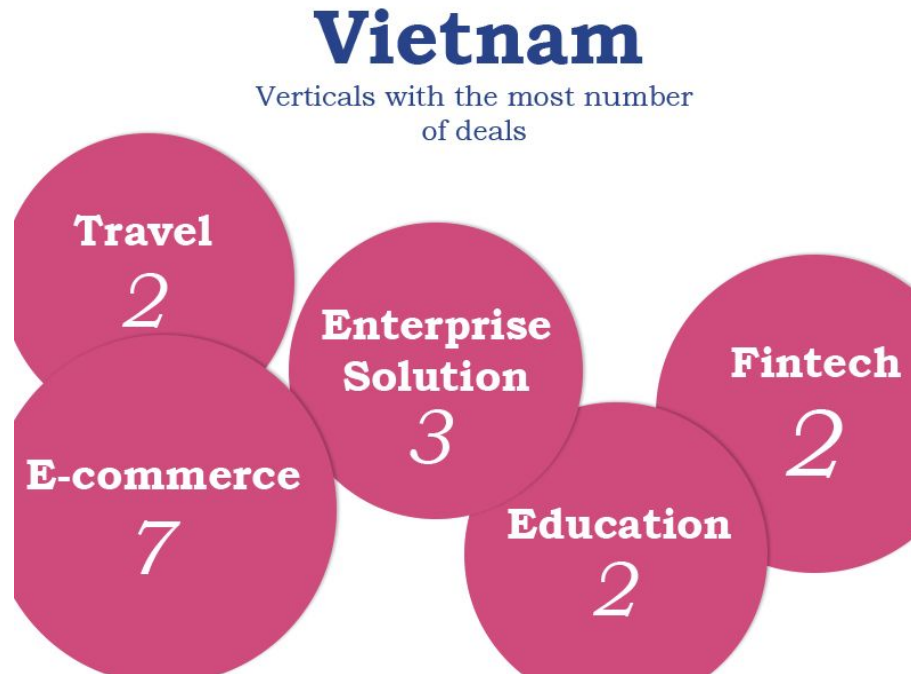 Vietnam
Verticals with the most number
of deals
Travel
2
Enterprise
Solution
3
Fintech
2
E-commerce
7
Education
2